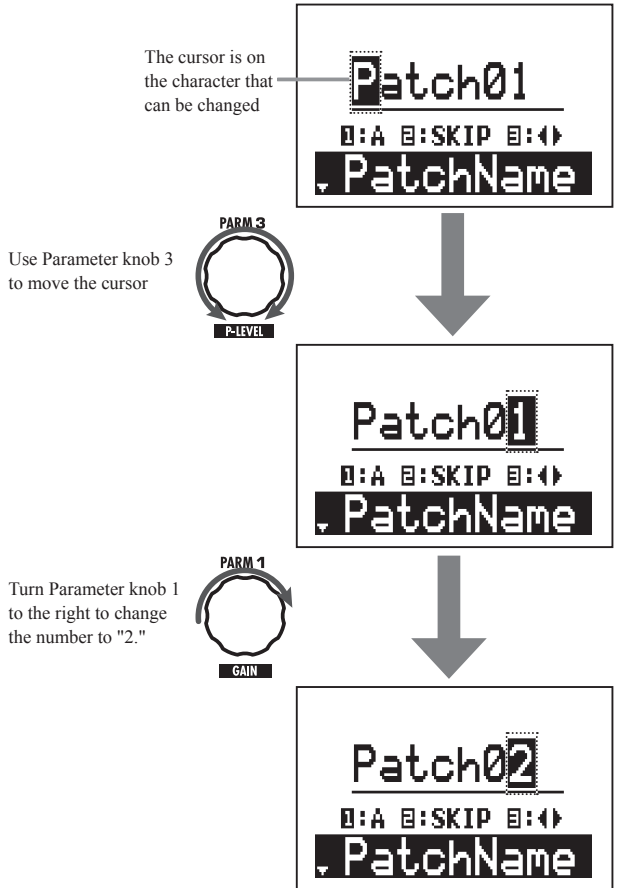 The cursor is on
the character that
can be changed
Patch01
1:A 2:SKIP 3:◀▶
PatchName
PARM 3
Use Parameter knob 3
to move the cursor
P-LEVEL
Patch01
1:A 2:SKIP 3:◀▶
PatchName
PARM 1
Turn Parameter knob 1
to the right to change
the number to "2."
GAIN
Patch02
1:A 2:SKIP 3:◀▶
PatchName